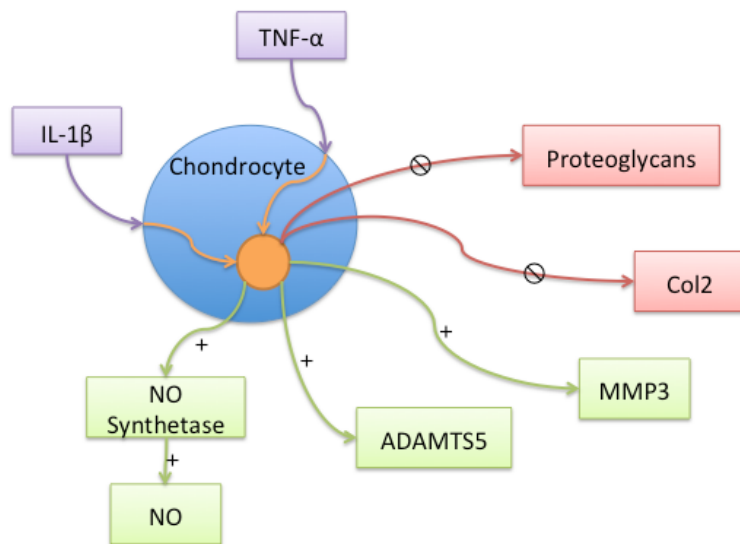 TNF-α
IL-1β
Chondrocyte
Proteoglycans
Col2
+
+
+
MMP3
NO
Synthetase
ADAMTS5
+
NO